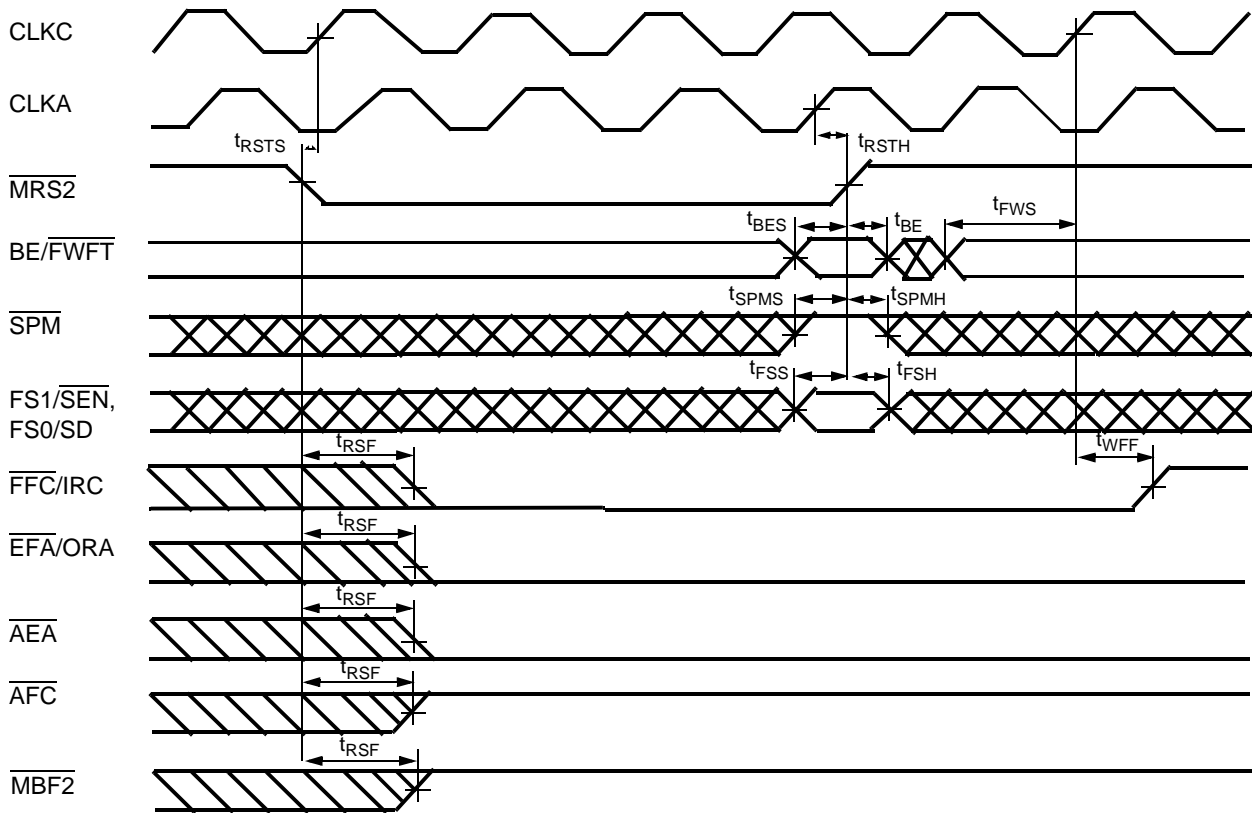 CLKC
CLKA
tRSTS
tRSTH
MRS2
tBES
tBE
tFWS
BE/FWFT
tSPMS
tSPMH
SPM
tFSS
tFSH
FS1/SEN,
FS0/SD
tRSF
tWFF
FFC/IRC
tRSF
EFA/ORA
tRSF
AEA
tRSF
AFC
tRSF
MBF2